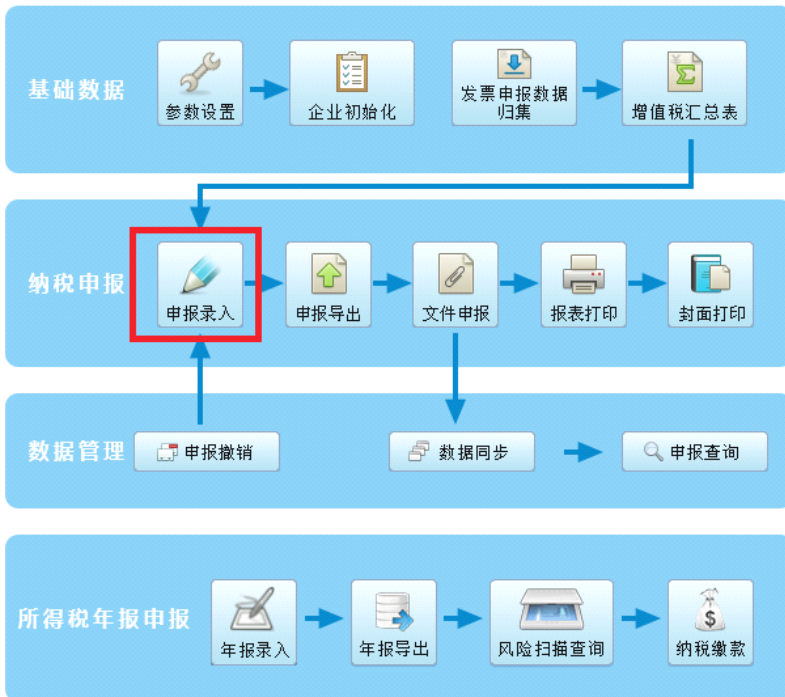 基础数据
参数设置
企业初始化
发票申报数据
归集
增值税汇总表
纳税申报
申报录入
申报导出
文件申报
报表打印
封面打印
数据管理
申报撤销
数据同步
申报查询
所得税年报申报
年报录入
年报导出
风险扫描查询
纳税缴款